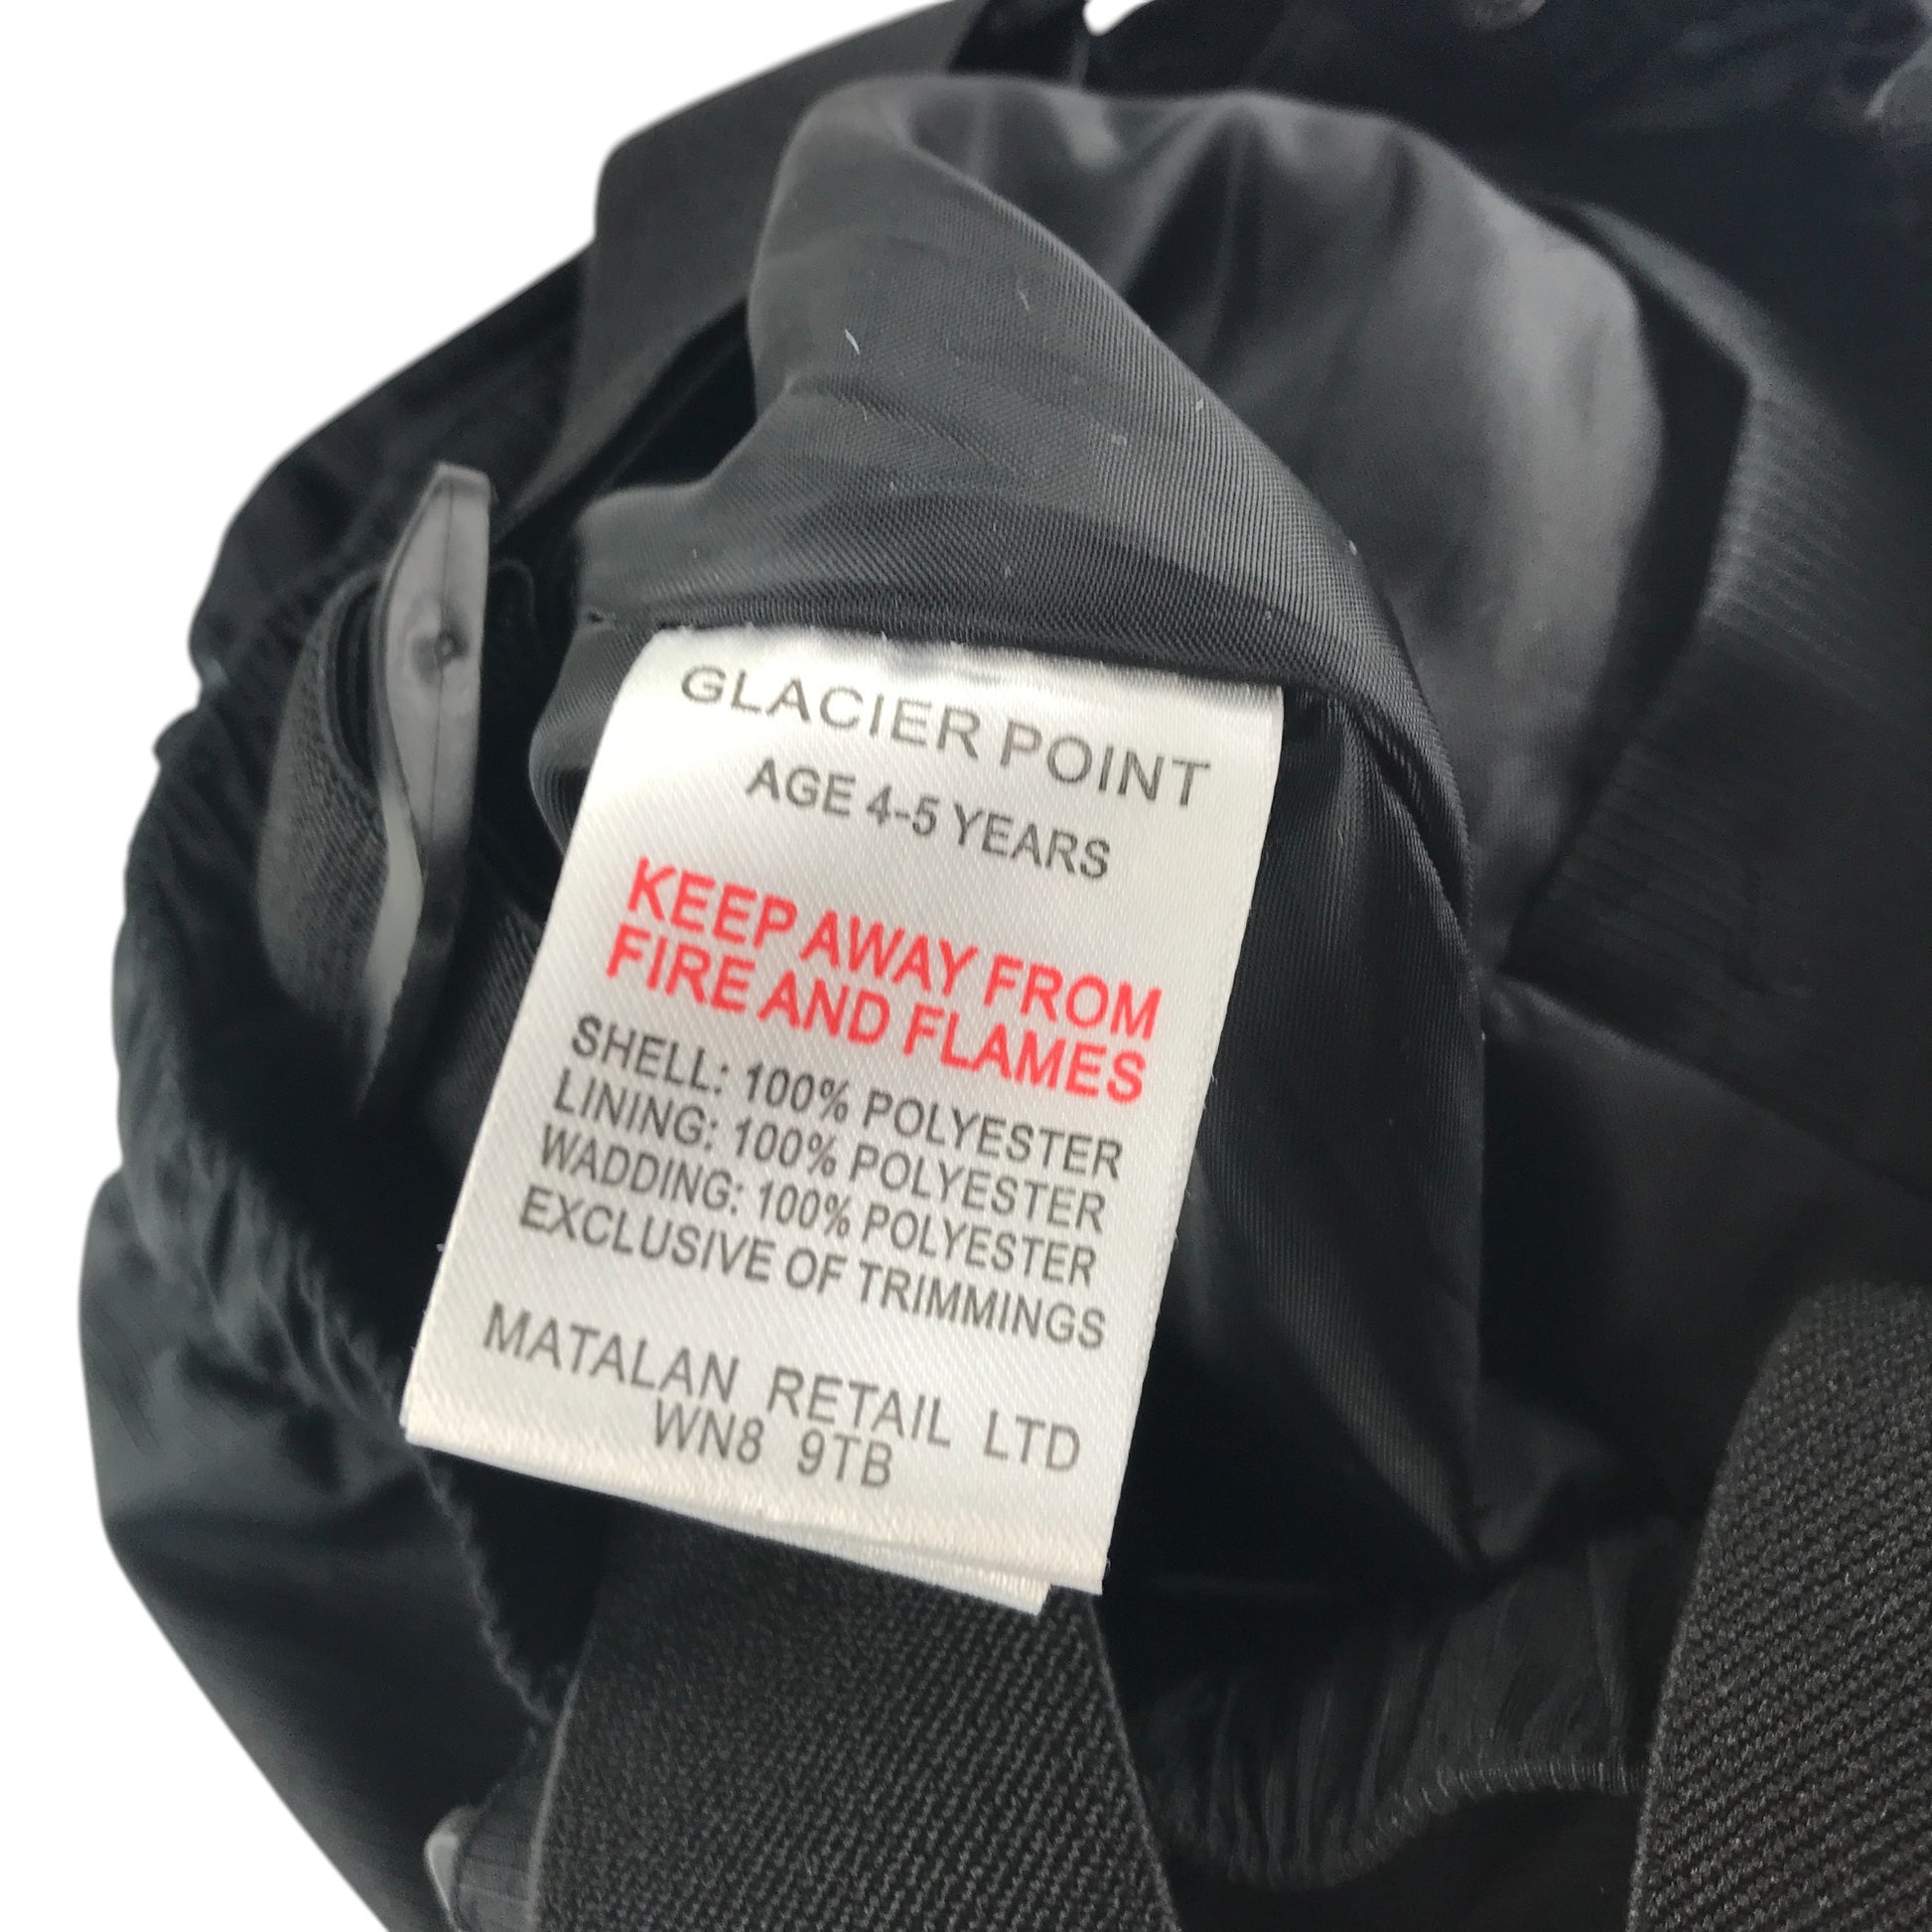 GLACIER POINT
AGE 4-5 YEARS
KEEP AWAY FROM
FIRE AND FLAMES
SHELL: 100% POLYESTER
LINING: 100% POLYESTER
WADDING: 100% POLYESTER
EXCLUSIVE OF TRIMMINGS
MATALAN RETAIL LTD
WN8 9TB